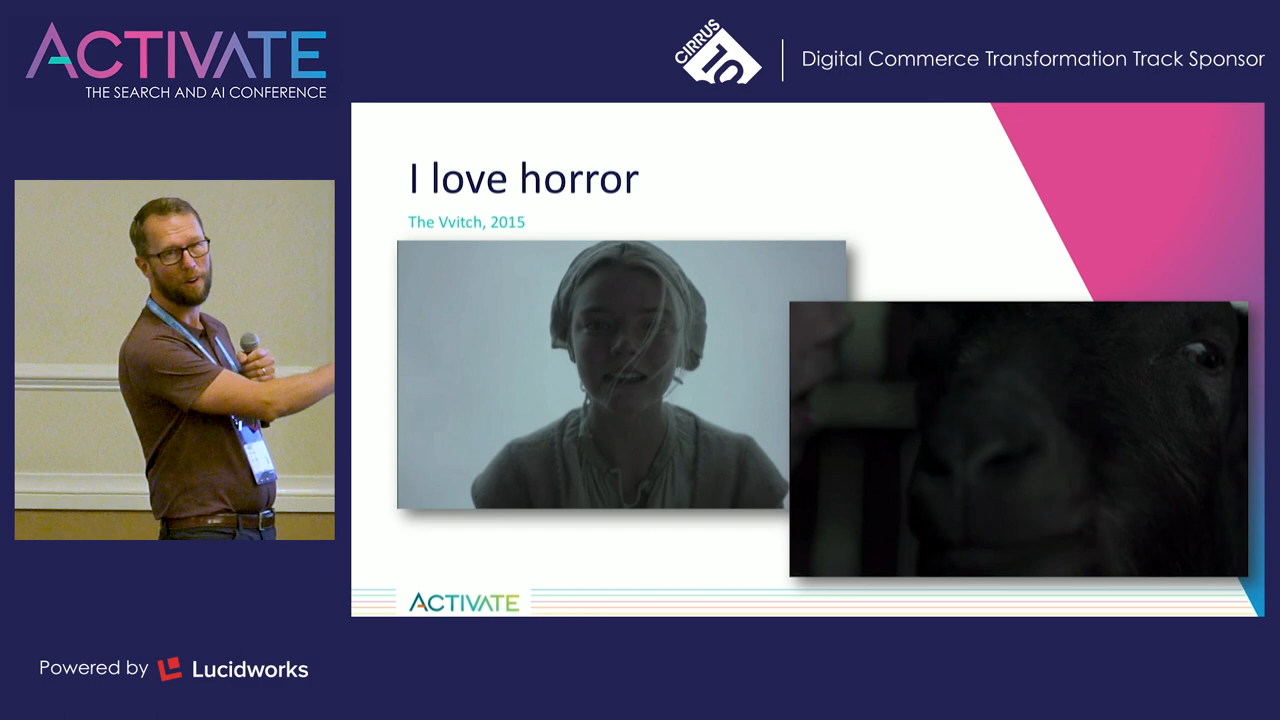 ACTIVATE
THE SEARCH AND AI CONFERENCE
CIRRUS
10
Digital Commerce Transformation Track Sponsor
I love horror
The Vvitch, 2015
ACTIVATE
Powered by Lucidworks